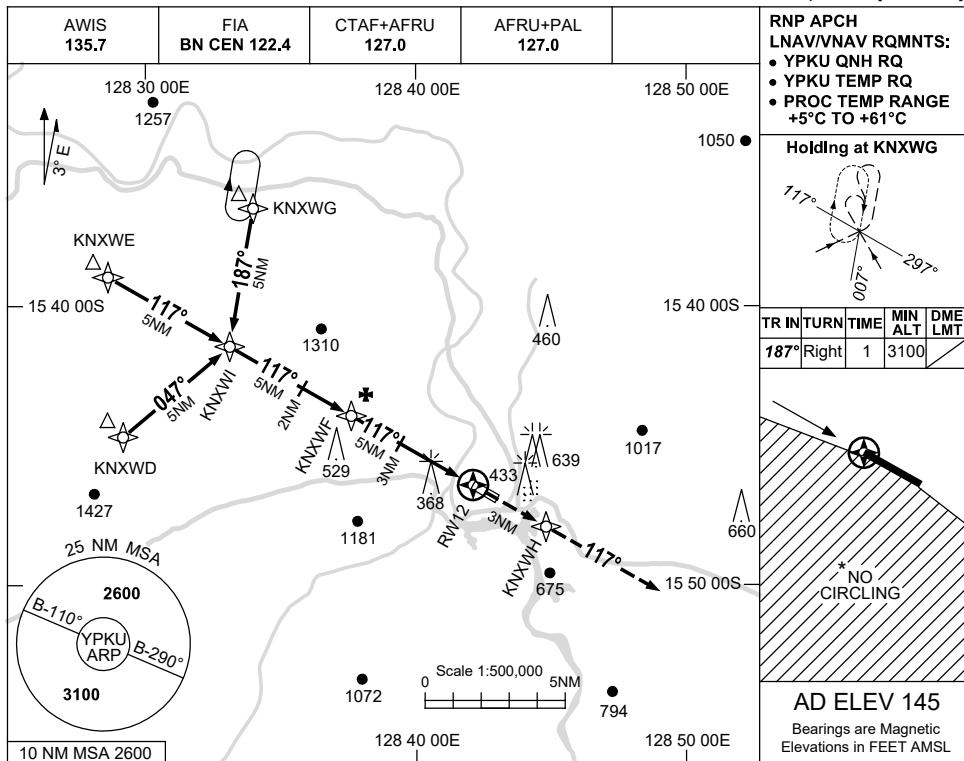 AWIS
135.7
FIA
BN CEN 122.4
CTAF+AFRU
127.0
AFRU+PAL
127.0
RNP APCH
LNAV/VNAV RQMNTS:
• YPKU QNH RQ
• YPKU TEMP RQ
• PROC TEMP RANGE
+5°C TO +61°C
128 30 00E
128 40 00E
128 50 00E
1257
1050
3° E
KNXWG
KNXWE
187°
5NM
117°
5NM
15 40 00S
15 40 00S
1310
460
KNXWI
117°
5NM
2NM
047°
5NM
KNXWD
KNXWF
117°
5NM
3NM
529
368
433
639
1017
1427
1181
RW12
3NM
KNXWH
117°
660
675
15 50 00S
25 NM MSA
2600
B-110°
YPKU
ARP
B-290°
3100
10 NM MSA 2600
1072
Scale 1:500,000
0
5NM
794
128 40 00E
128 50 00E
Holding at KNXWG
117°
297°
007°
TR IN TURN TIME MIN ALT DME LMT
187° Right 1 3100
* NO
CIRCLING
AD ELEV 145
Bearings are Magnetic
Elevations in FEET AMSL